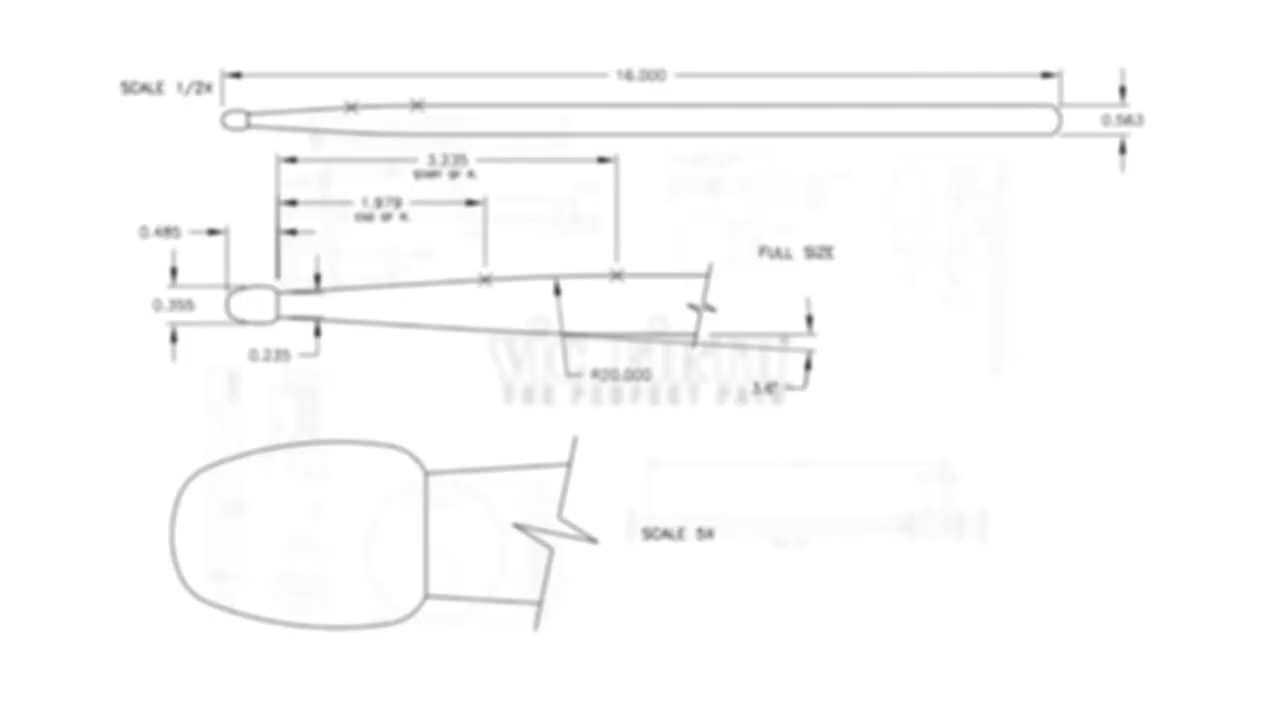 16.000
SCALE 1/2X
0.563
3.235
START OF R.
1.979
END OF R.
0.485
FULL SIZE
0.355
0.235
R20.000
THE PERFECT PAIR
SCALE 5X